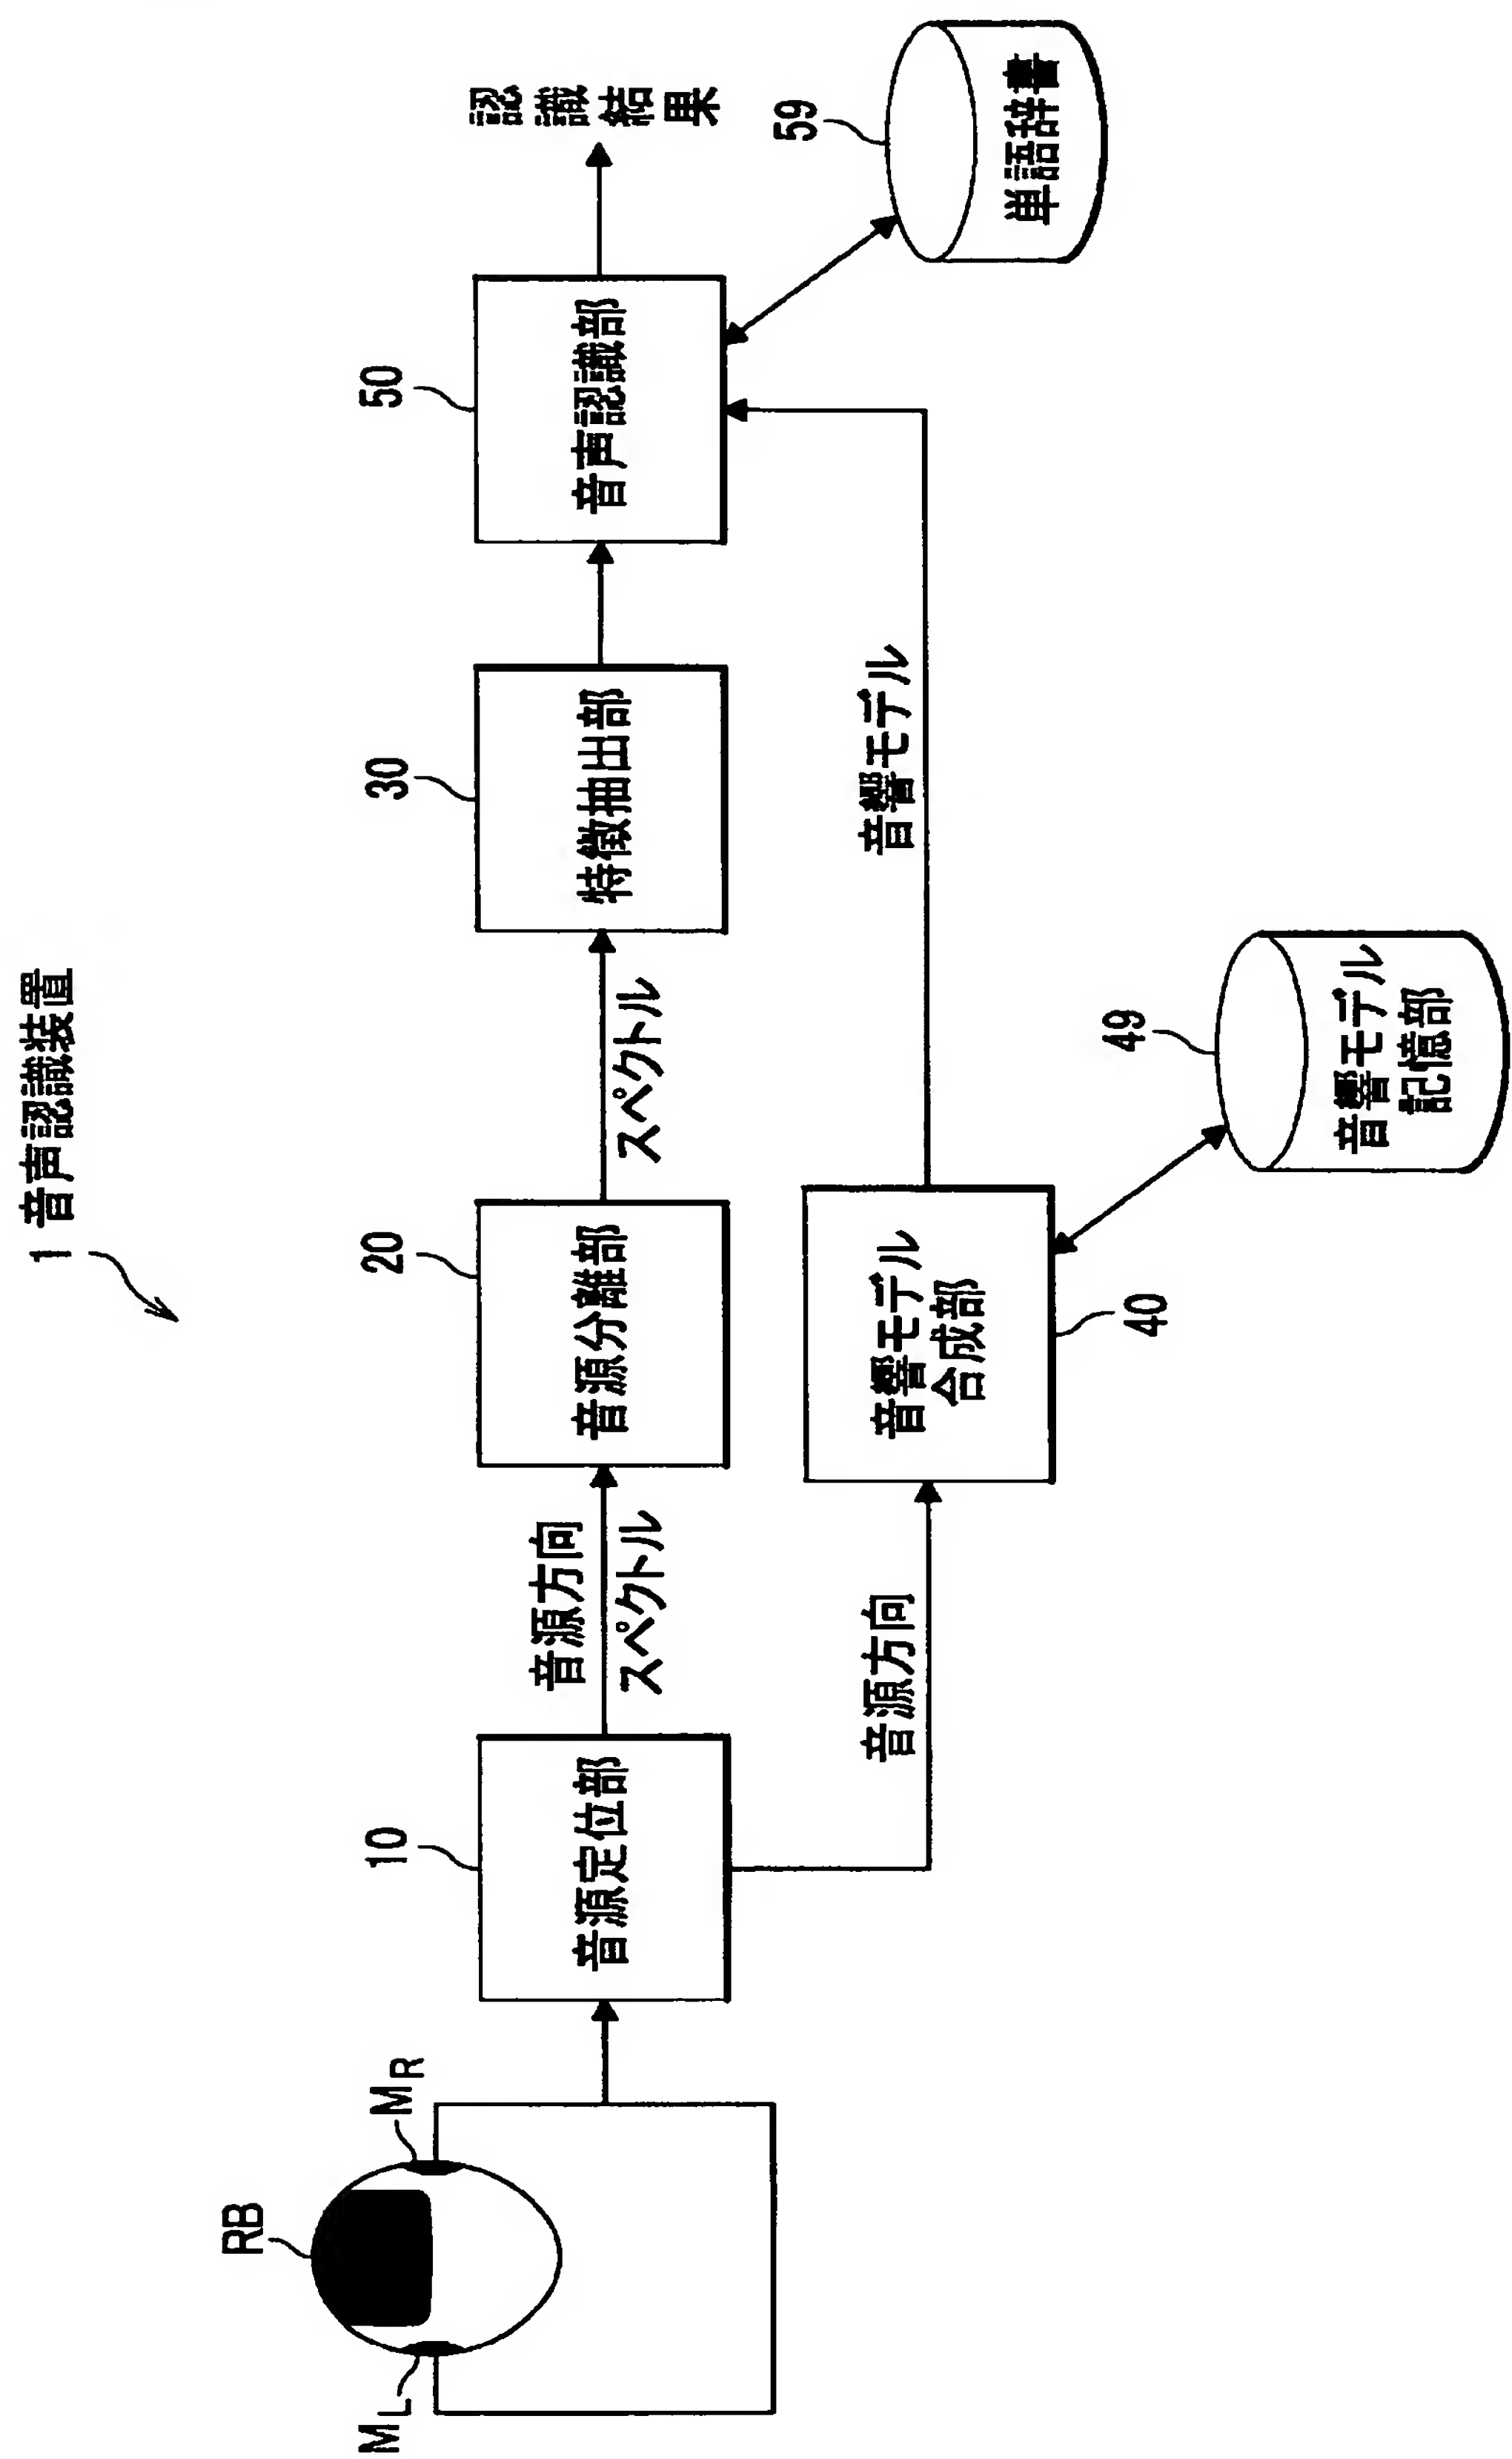 1 音声認識装置
RB
ML
MR
10
音源定位部
音源方向
スペクトル
20
音源分離部
スペクトル
30
特徴抽出部
50
音声認識部
認識結果
59
単語辞書
音源方向
音響モデル
合成部
40
音響モデル
49
音響モデル
記憶部